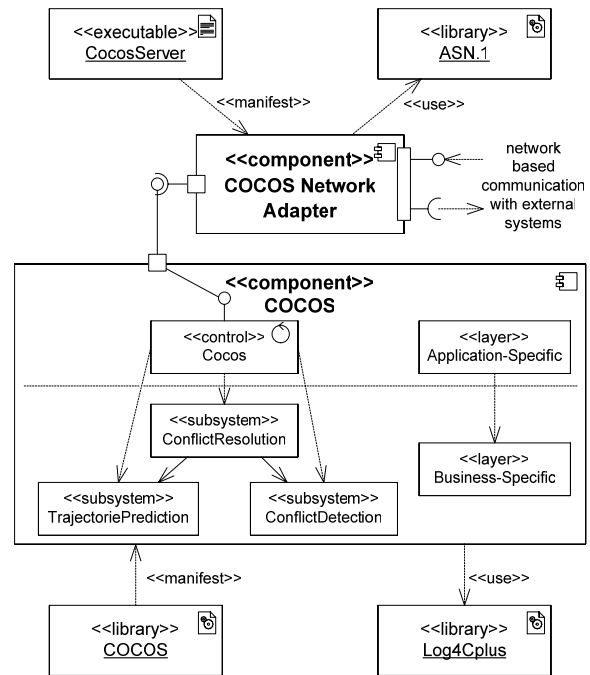 <<executable>>
CocosServer
<<library>>
ASN.1
<<manifest>>
<<use>>
<<component>>
COCOS Network
Adapter
network
based
communication
with external
systems
<<component>>
COCOS
<<control>>
Cocos
<<layer>>
Application-Specific
<<subsystem>>
ConflictResolution
<<layer>>
Business-Specific
<<subsystem>>
TrajectoriePrediction
<<subsystem>>
ConflictDetection
<<manifest>>
<<use>>
<<library>>
COCOS
<<library>>
Log4Cplus